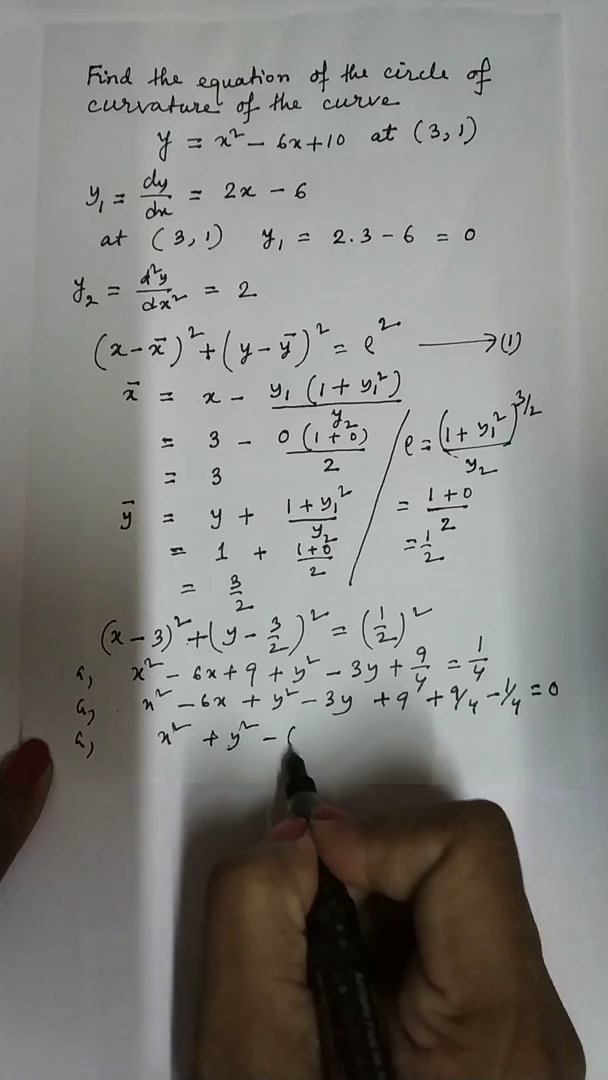 Find the equation of the circle of
curvature of the curve
y = x² - 6x + 10 at (3, 1)
y₁ = dy/dx = 2x - 6
at (3, 1) y₁ = 2.3 - 6 = 0
y₂ = d²y/dx² = 2
(x - x̄)² + (y - ȳ)² = ρ² ⟶ (1)
x̄ = x - y₁(1 + y₁²)/y₂
= 3 - 0(1 + 0)/2
= 3
ȳ = y + (1 + y₁²)/y₂
= 1 + (1+0)/2
= 3/2
ρ = (1 + y₁²)^3/2 / y₂
= (1 + 0)/2
= 1/2
(x - 3)² + (y - 3/2)² = (1/2)²
x² - 6x + 9 + y² - 3y + 9/4 = 1/4
x² - 6x + y² - 3y + 9 + 9/4 - 1/4 = 0
x² + y² -